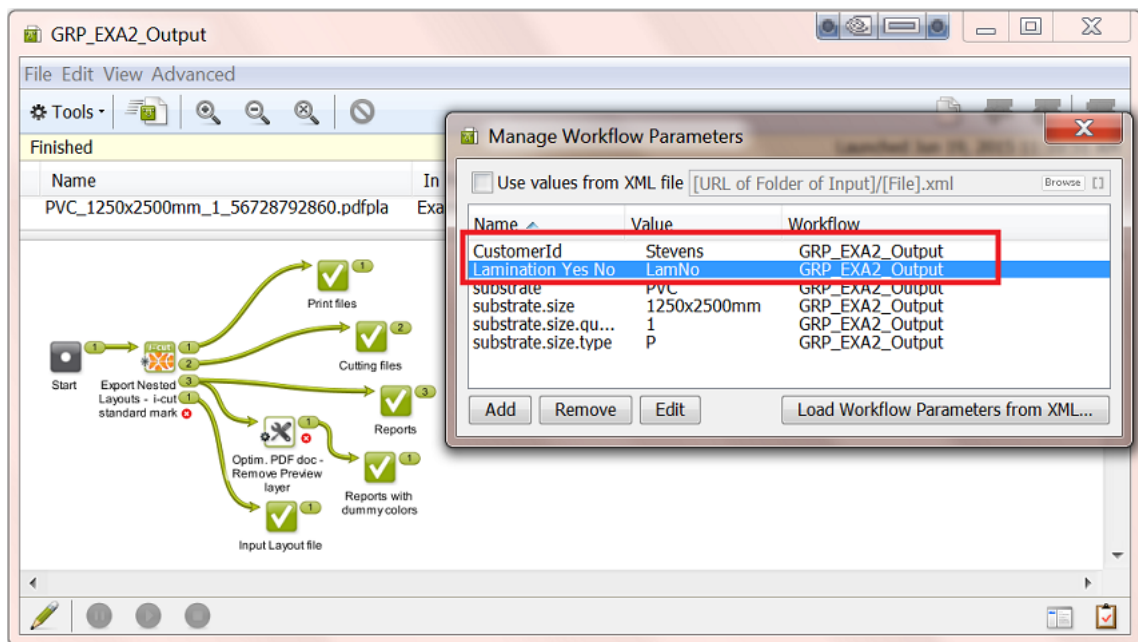 GRP_EXA2_Output
File Edit View Advanced
Tools
Finished
Name In
PVC_1250x2500mm_1_56728792860.pdfpla Exa
Manage Workflow Parameters
Use values from XML file [URL of Folder of Input]/[File].xml Browse []
Name Value Workflow
CustomerId Stevens GRP_EXA2_Output
Lamination Yes No LamNo GRP_EXA2_Output
substrate PVC GRP_EXA2_Output
substrate.size 1250x2500mm GRP_EXA2_Output
substrate.size.qu... 1 GRP_EXA2_Output
substrate.size.type P GRP_EXA2_Output
Add Remove Edit Load Workflow Parameters from XML...
1
Print files
2
Cutting files
Start
1
i-cut
1
2
3
1
Export Nested
Layouts - i-cut
standard mark
3
Reports
1
Optim. PDF doc -
Remove Preview
layer
1
Reports with
dummy colors
1
Input Layout file